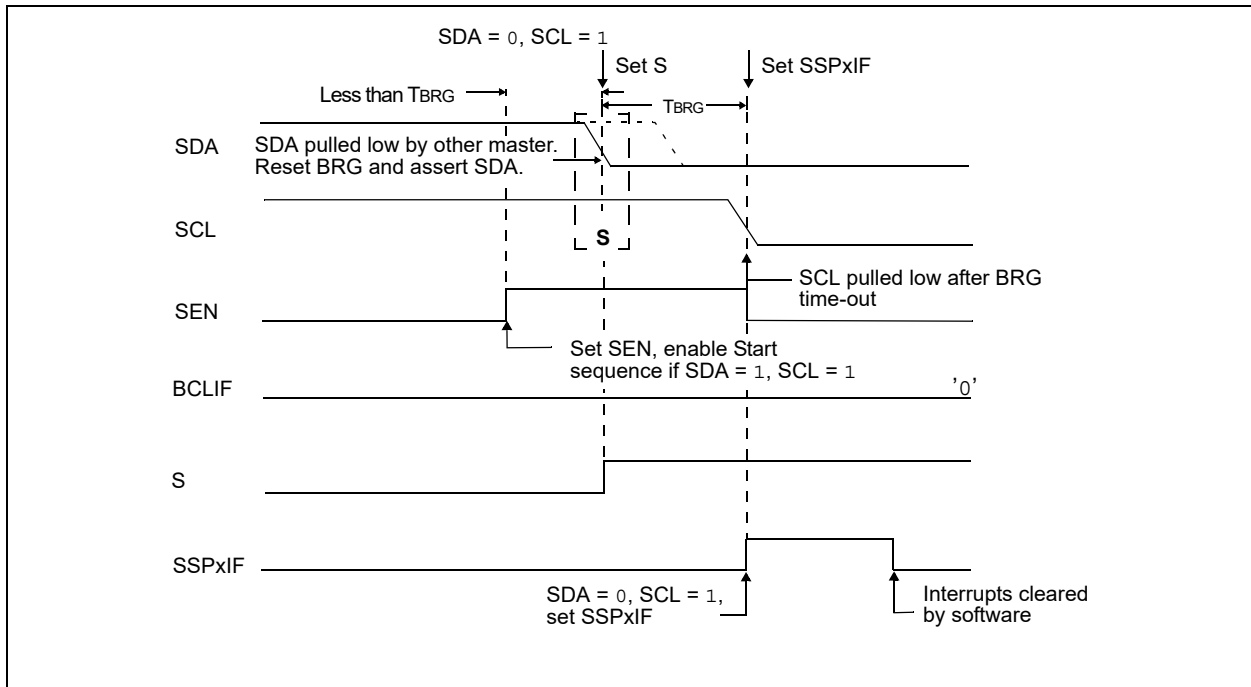 SDA = 0, SCL = 1
Set S
Set SSPxIF
Less than TBRG
TBRG
SDA
SDA pulled low by other master.
Reset BRG and assert SDA.
SCL
S
SCL pulled low after BRG
time-out
SEN
Set SEN, enable Start
sequence if SDA = 1, SCL = 1
BCLIF
'0'
S
SSPxIF
SDA = 0, SCL = 1,
set SSPxIF
Interrupts cleared
by software